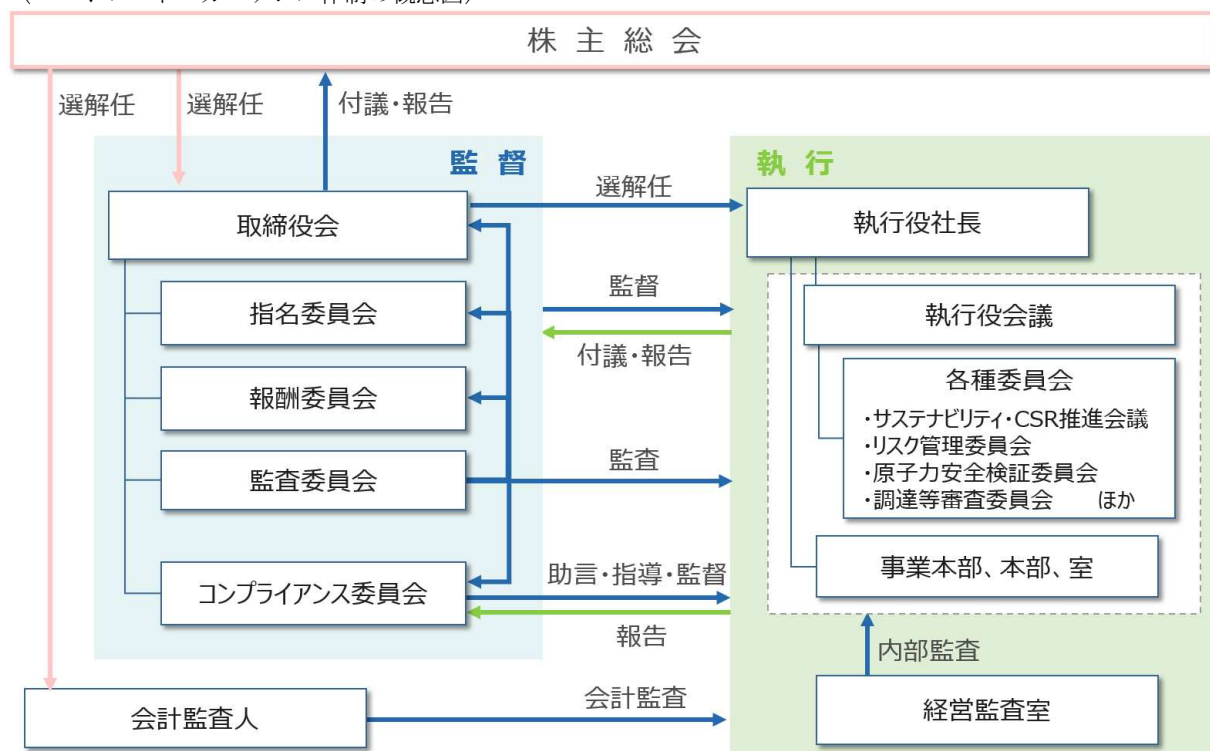 株主総会
選解任
選解任
付議・報告
監督
執行
取締役会
選解任
執行役社長
指名委員会
監督
付議・報告
執行役会議
報酬委員会
各種委員会
・サステナビリティ・CSR推進会議
・リスク管理委員会
・原子力安全検証委員会
・調達等審査委員会 ほか
監査委員会
監査
コンプライアンス委員会
助言・指導・監督
報告
事業本部、本部、室
内部監査
会計監査人
会計監査
経営監査室